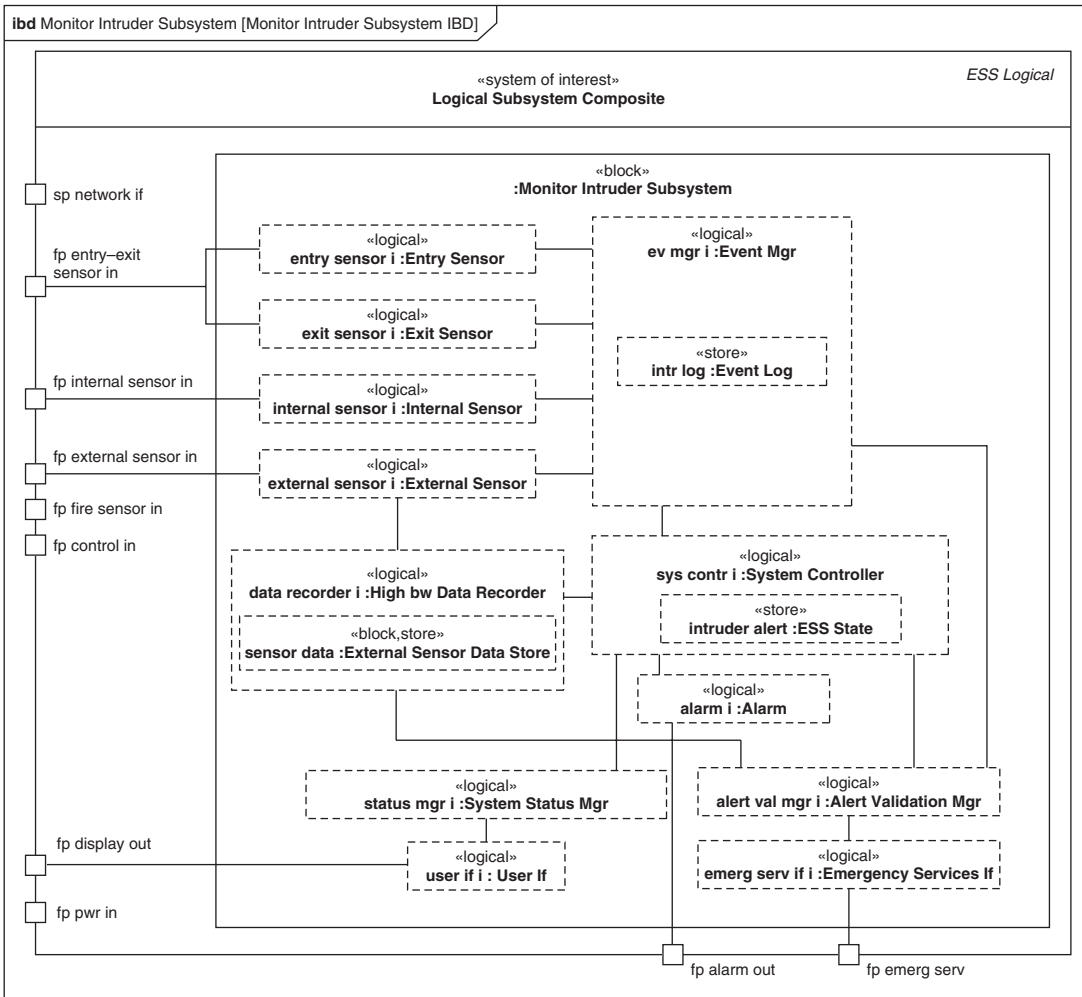 ibd Monitor Intruder Subsystem [Monitor Intruder Subsystem IBD]
ESS Logical
«system of interest»
Logical Subsystem Composite
«block»
:Monitor Intruder Subsystem
sp network if
fp entry–exit
sensor in
fp internal sensor in
fp external sensor in
fp fire sensor in
fp control in
fp display out
fp pwr in
«logical»
entry sensor i :Entry Sensor
«logical»
exit sensor i :Exit Sensor
«logical»
internal sensor i :Internal Sensor
«logical»
external sensor i :External Sensor
«logical»
ev mgr i :Event Mgr
«store»
intr log :Event Log
«logical»
data recorder i :High bw Data Recorder
«block,store»
sensor data :External Sensor Data Store
«logical»
sys contr i :System Controller
«store»
intruder alert :ESS State
«logical»
alarm i :Alarm
«logical»
status mgr i :System Status Mgr
«logical»
alert val mgr i :Alert Validation Mgr
«logical»
user if i : User If
«logical»
emerg serv if i :Emergency Services If
fp alarm out
fp emerg serv